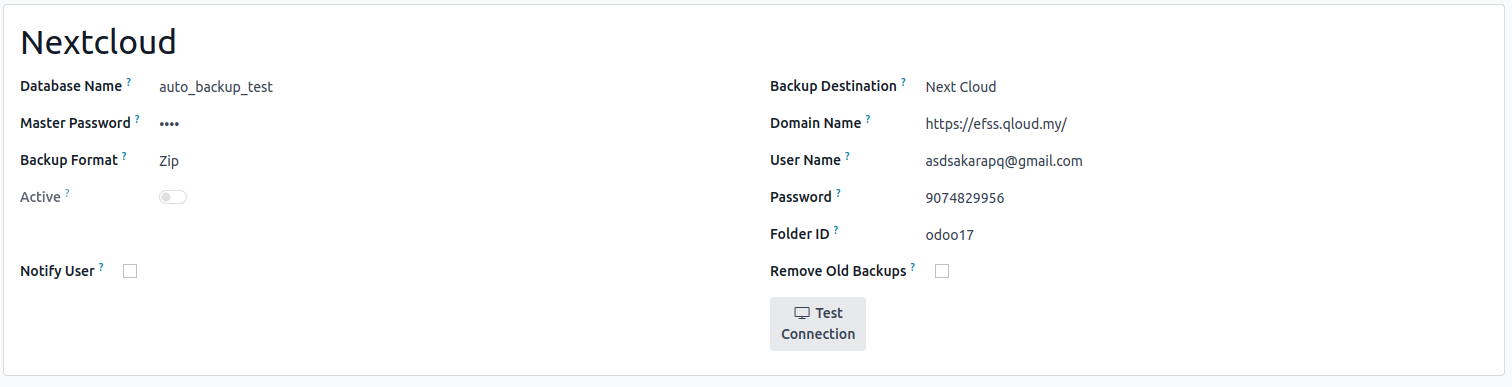 Nextcloud
Database Name ? auto_backup_test
Master Password ? ••••
Backup Format ? Zip
Active ?
Notify User ?
Backup Destination ? Next Cloud
Domain Name ? https://efss.qloud.my/
User Name ? asdsakarapq@gmail.com
Password ? 9074829956
Folder ID ? odoo17
Remove Old Backups ?
Test
Connection